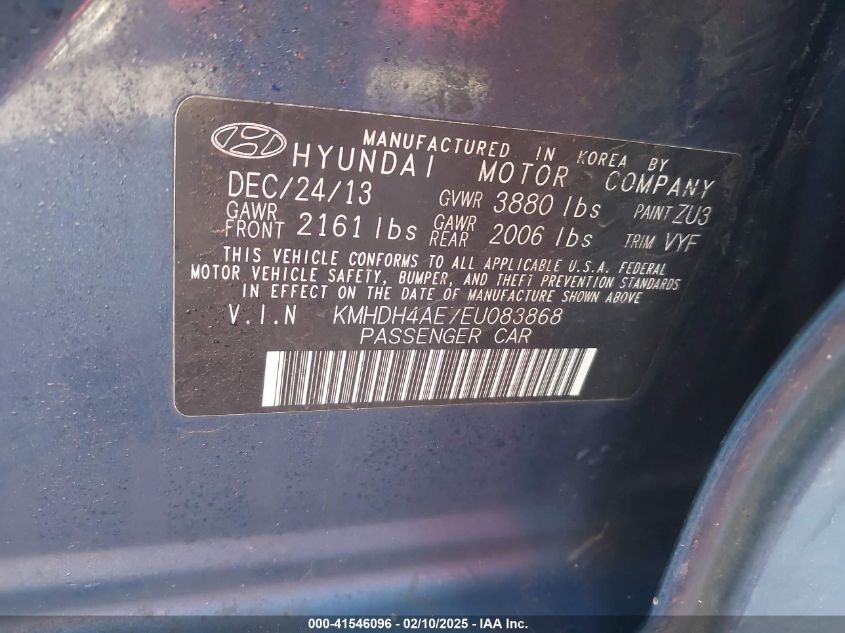 MANUFACTURED IN KOREA BY
HYUNDAI MOTOR COMPANY
DEC/24/13 GVWR 3880 lbs PAINT ZU3
GAWR FRONT 2161 lbs GAWR REAR 2006 lbs TRIM VYF
THIS VEHICLE CONFORMS TO ALL APPLICABLE U.S.A. FEDERAL
MOTOR VEHICLE SAFETY, BUMPER, AND THEFT PREVENTION STANDARDS
IN EFFECT ON THE DATE OF MANUFACTURE SHOWN ABOVE
V.I.N KMHDH4AE7EU083868
PASSENGER CAR
000-41546096 - 02/10/2025 - IAA Inc.